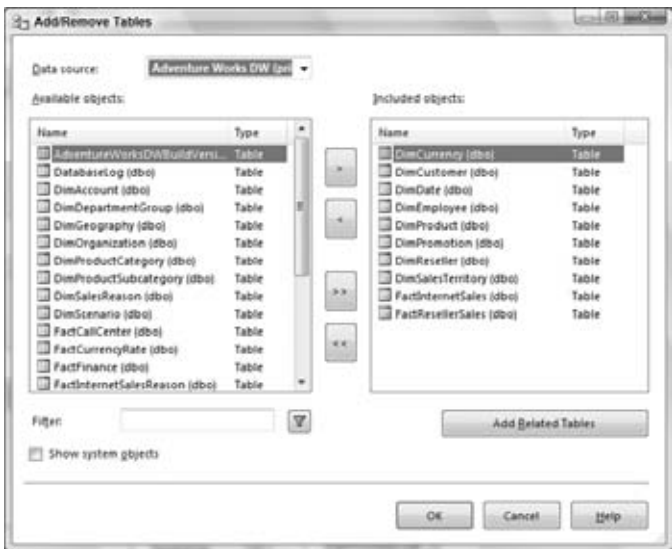 Add/Remove Tables
Data source: Adventure Works DW (pri
Available objects:
Name Type
AdventureWorksDWBuildVersi... Table
DatabaseLog (dbo) Table
DimAccount (dbo) Table
DimDepartmentGroup (dbo) Table
DimGeography (dbo) Table
DimOrganization (dbo) Table
DimProductCategory (dbo) Table
DimProductSubcategory (dbo) Table
DimSalesReason (dbo) Table
DimScenario (dbo) Table
FactCallCenter (dbo) Table
FactCurrencyRate (dbo) Table
FactFinance (dbo) Table
FactInternetSalesReason (dbo) Table
>
<
>>
<<
Included objects:
Name Type
DimCurrency (dbo) Table
DimCustomer (dbo) Table
DimDate (dbo) Table
DimEmployee (dbo) Table
DimProduct (dbo) Table
DimPromotion (dbo) Table
DimReseller (dbo) Table
DimSalesTerritory (dbo) Table
FactInternetSales (dbo) Table
FactResellerSales (dbo) Table
Filter:
Add Related Tables
Show system objects
OK Cancel Help